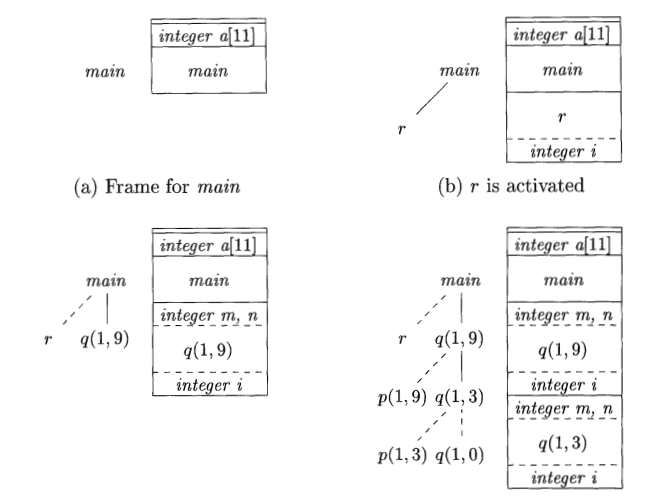 integer a[11]
main
main
(a) Frame for main
integer a[11]
main
main
r
r
integer i
(b) r is activated
integer a[11]
main
main
integer m, n
r
q(1,9)
q(1,9)
integer i
integer a[11]
main
main
integer m, n
r
q(1,9)
q(1,9)
integer i
p(1,9) q(1,3)
integer m, n
q(1,3)
p(1,3) q(1,0)
integer i